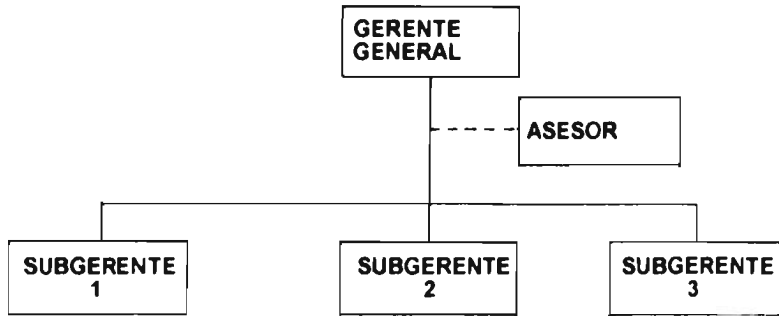 GERENTE
GENERAL
ASESOR
SUBGERENTE
1
SUBGERENTE
2
SUBGERENTE
3